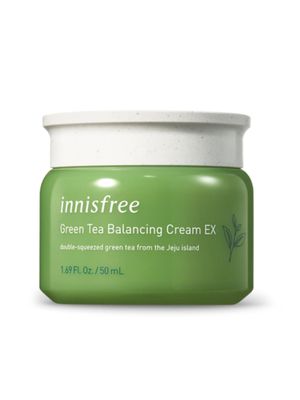 innisfree
Green Tea Balancing Cream EX
double-squeezed green tea from the Jeju island
1.69 Fl. Oz. / 50 mL